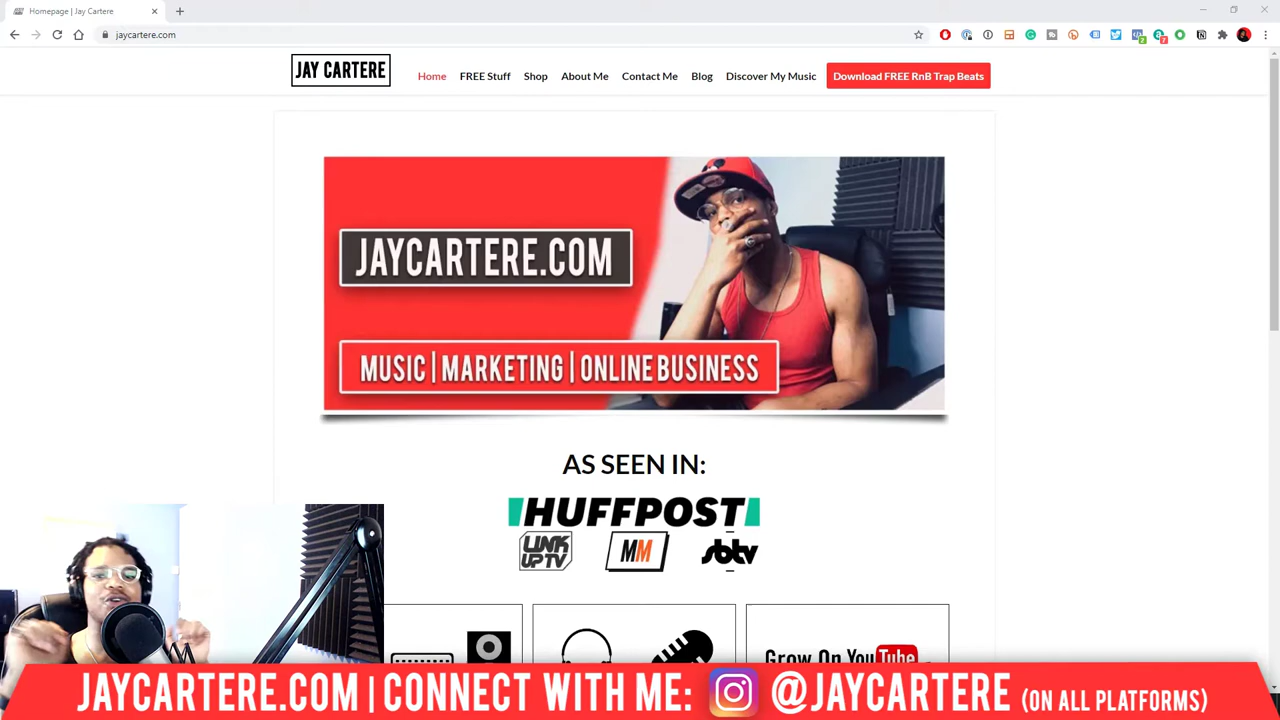 Homepage | Jay Cartere
jaycartere.com
JAY CARTERE
Home FREE Stuff Shop About Me Contact Me Blog Discover My Music Download FREE RnB Trap Beats
JAYCARTERE.COM
MUSIC | MARKETING | ONLINE BUSINESS
AS SEEN IN:
HUFFPOST
LINK UP TV
MM
sbtv
Grow On YouTube
JAYCARTERE.COM | CONNECT WITH ME: @JAYCARTERE (ON ALL PLATFORMS)